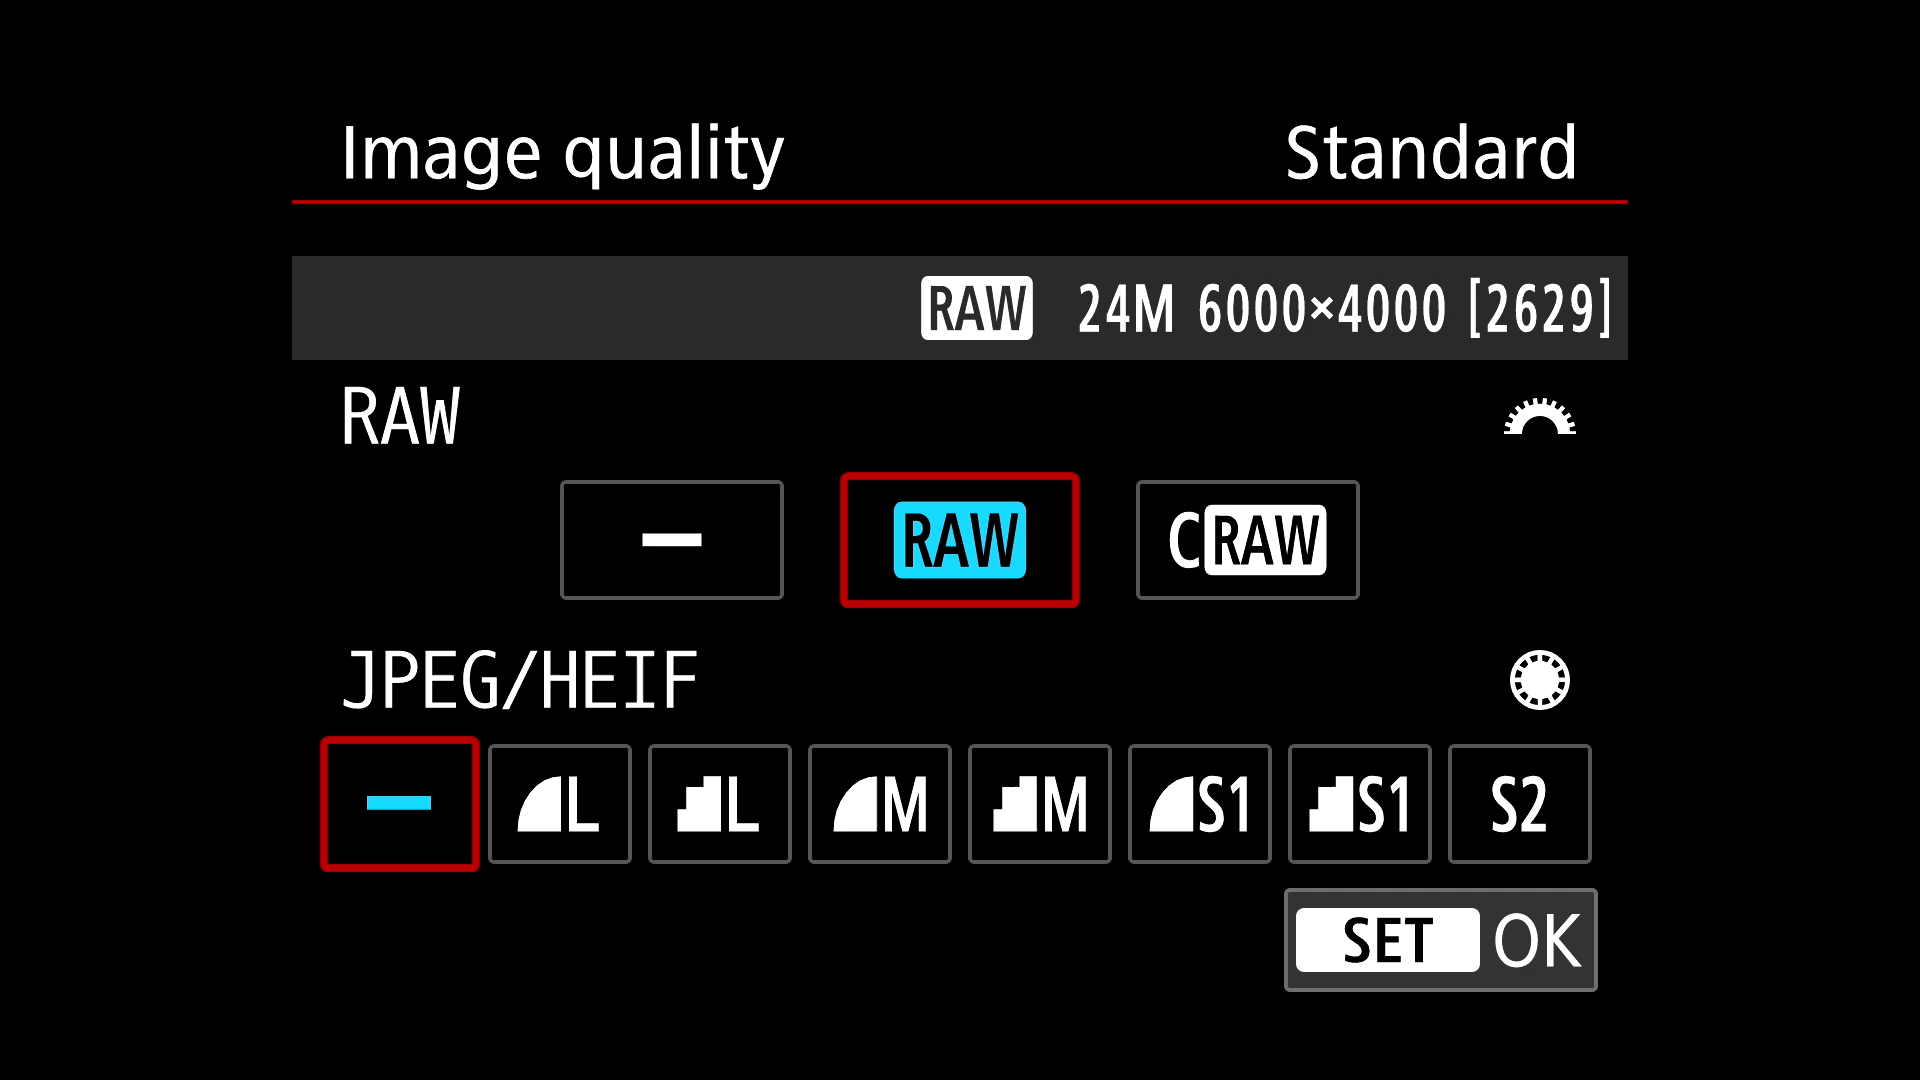 Image quality Standard
RAW 24M 6000×4000 [2629]
RAW
— RAW CRAW
JPEG/HEIF
— L L M M S1 S1 S2
SET OK